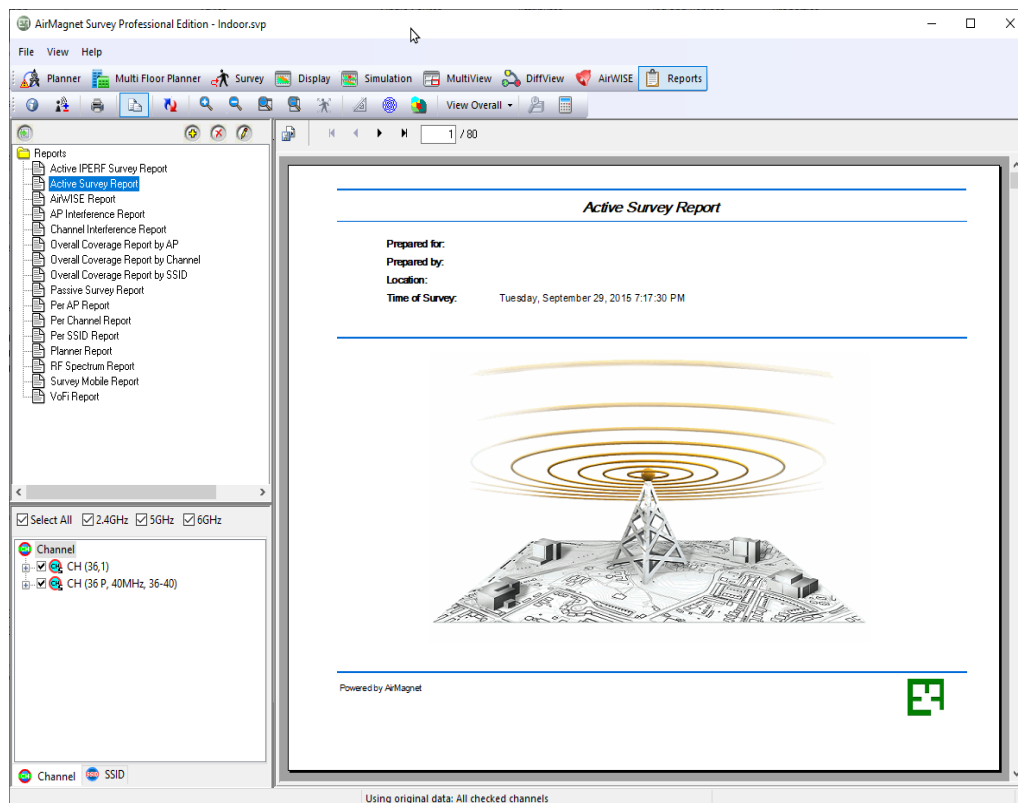 AirMagnet Survey Professional Edition - Indoor.svp
File View Help
Planner Multi Floor Planner Survey Display Simulation MultiView DiffView AirWISE Reports
View Overall
1 / 80
Reports
Active IPERF Survey Report
Active Survey Report
AirWISE Report
AP Interference Report
Channel Interference Report
Overall Coverage Report by AP
Overall Coverage Report by Channel
Overall Coverage Report by SSID
Passive Survey Report
Per AP Report
Per Channel Report
Per SSID Report
Planner Report
RF Spectrum Report
Survey Mobile Report
VoFi Report
Select All 2.4GHz 5GHz 6GHz
Channel
CH (36,1)
CH (36 P, 40MHz, 36-40)
Channel SSID
Active Survey Report
Prepared for:
Prepared by:
Location:
Time of Survey: Tuesday, September 29, 2015 7:17:30 PM
Powered by AirMagnet
Using original data: All checked channels